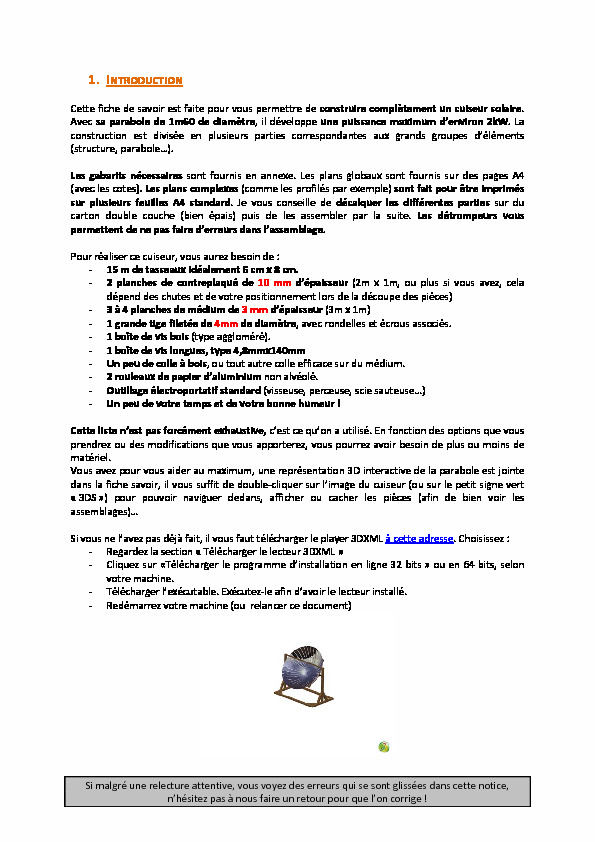 1. INTRODUCTION
Cette fiche de savoir est faite pour vous permettre de construire complètement un cuiseur solaire.
Avec sa parabole de 1m60 de diamètre, il développe une puissance maximum d'environ 2kW. La
construction est divisée en plusieurs parties correspondantes aux grands groupes d'éléments
(structure, parabole…).
Les gabarits nécessaires sont fournis en annexe. Les plans globaux sont fournis sur des pages A4
(avec les cotes). Les plans complexes (comme les profilés par exemple) sont fait pour être imprimés
sur plusieurs feuilles A4 standard. Je vous conseille de décalquer les différentes parties sur du
carton double couche (bien épais) puis de les assembler par la suite. Les détrompeurs vous
permettent de ne pas faire d'erreurs dans l'assemblage.
Pour réaliser ce cuiseur, vous aurez besoin de :
- 15 m de tasseaux idéalement 6 cm x 8 cm.
- 2 planches de contreplaqué de 10 mm d'épaisseur (2m x 1m, ou plus si vous avez, cela
dépend des chutes et de votre positionnement lors de la découpe des pièces)
- 3 à 4 planches de médium de 3 mm d'épaisseur (3m x 1m)
- 1 grande tige filetée de 4mm de diamètre, avec rondelles et écrous associés.
- 1 boîte de vis bois (type aggloméré).
- 1 boîte de vis longues, type 4,8mmx140mm
- Un peu de colle à bois, ou tout autre colle efficace sur du médium.
- 2 rouleaux de papier d'aluminium non alvéolé.
- Outillage électroportatif standard (visseuse, perceuse, scie sauteuse…)
- Un peu de votre temps et de votre bonne humeur !
Cette liste n'est pas forcément exhaustive, c'est ce qu'on a utilisé. En fonction des options que vous
prendrez ou des modifications que vous apporterez, vous pourrez avoir besoin de plus ou moins de
matériel.
Vous avez pour vous aider au maximum, une représentation 3D interactive de la parabole est jointe
dans la fiche savoir, il vous suffit de double-cliquer sur l'image du cuiseur (ou sur le petit signe vert
« 3DS ») pour pouvoir naviguer dedans, afficher ou cacher les pièces (afin de bien voir les
assemblages)…
Si vous ne l'avez pas déjà fait, il vous faut télécharger le player 3DXML à cette adresse. Choisissez :
- Regardez la section « Télécharger le lecteur 3DXML »
- Cliquez sur «Télécharger le programme d'installation en ligne 32 bits » ou en 64 bits, selon
votre machine.
- Télécharger l'exécutable. Exécutez-le afin d'avoir le lecteur installé.
- Redémarrez votre machine (ou relancer ce document)
Si malgré une relecture attentive, vous voyez des erreurs qui se sont glissées dans cette notice,
n'hésitez pas à nous faire un retour pour que l'on corrige !